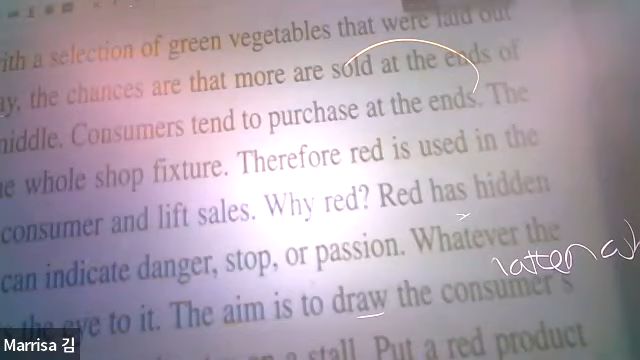 ith a selection of green vegetables that were laid out
ay, the chances are that more are sold at the ends of
middle. Consumers tend to purchase at the ends. The
e whole shop fixture. Therefore red is used in the
consumer and lift sales. Why red? Red has hidden
can indicate danger, stop, or passion. Whatever the
the eye to it. The aim is to draw the consumer's
a stall. Put a red product
Marrisa 김